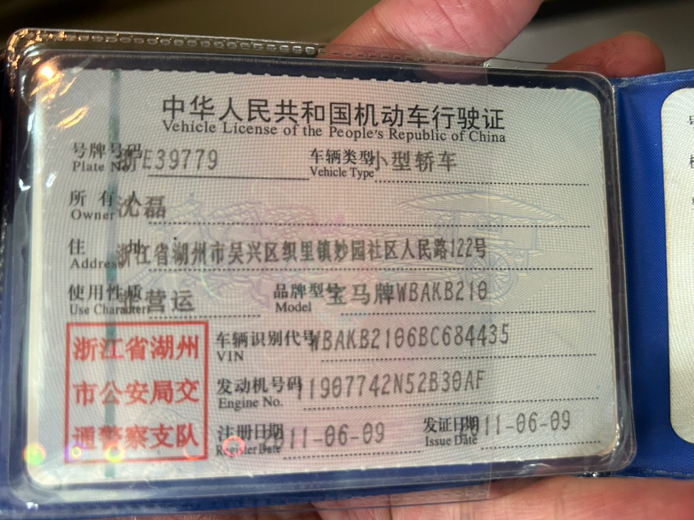 中华人民共和国机动车行驶证
Vehicle License of the People's Republic of China
号牌号码 浙E39779 车辆类型 小型轿车
Plate No. Vehicle Type
所有人 沈磊
Owner
住址 浙江省湖州市吴兴区织里镇妙园社区人民路122号
Address
使用性质 非营运 品牌型号 宝马牌WBAKB210
Use Character Model
浙江省湖州
市公安局交
通警察支队
车辆识别代号 WBAKB2106BC684435
VIN
发动机号码 11907742N52B30AF
Engine No.
注册日期 2011-06-09 发证日期 2011-06-09
Register Date Issue Date